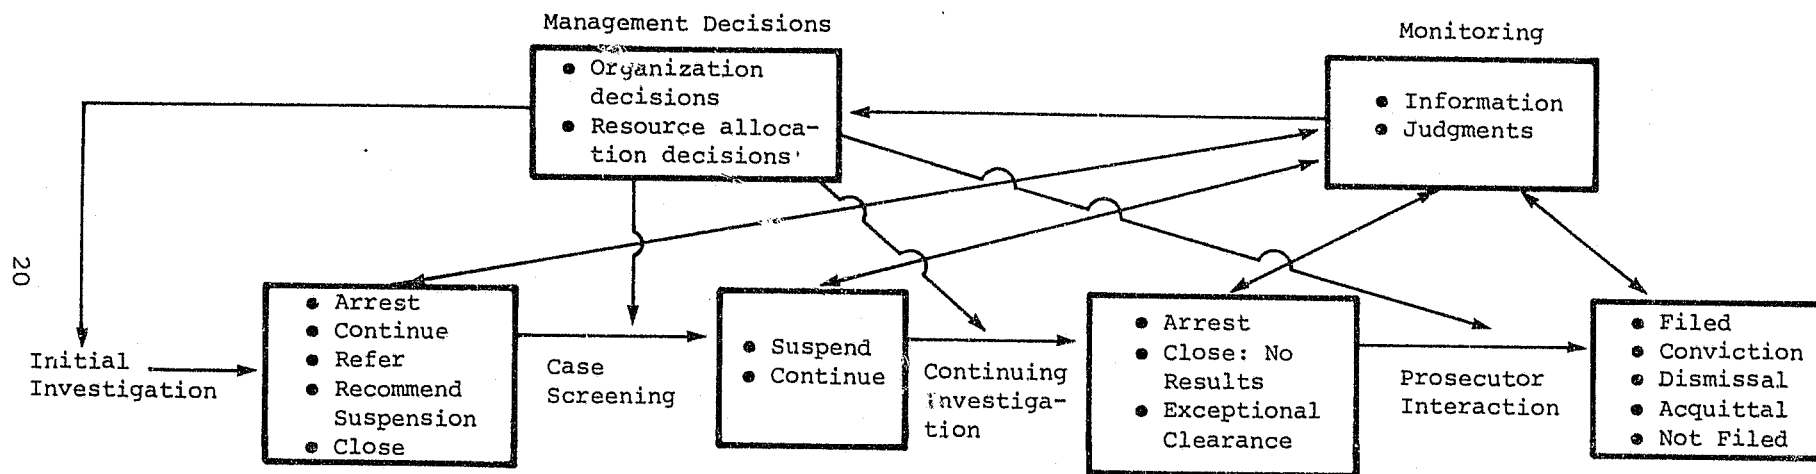 Management Decisions
Monitoring
● Organization
decisions
● Resource alloca-
tion decisions
● Information
● Judgments
20
Initial
Investigation
● Arrest
● Continue
● Refer
● Recommend
Suspension
● Close
Case
Screening
● Suspend
● Continue
Continuing
Investiga-
tion
● Arrest
● Close: No
Results
● Exceptional
Clearance
Prosecutor
Interaction
● Filed
● Conviction
● Dismissal
● Acquittal
● Not Filed